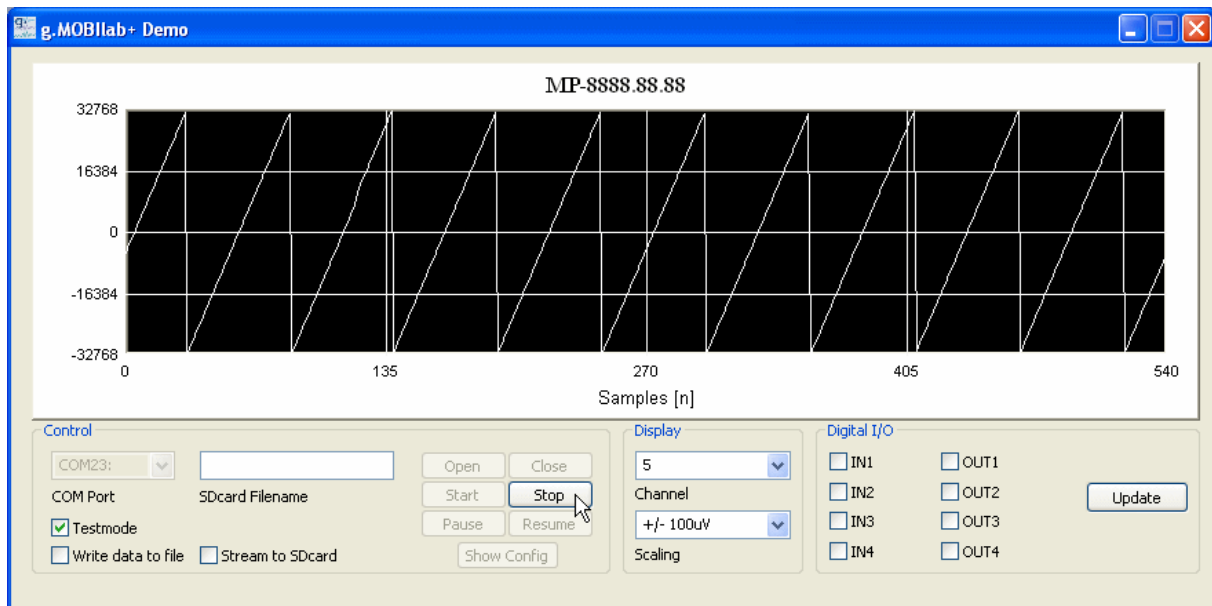 g.MOBIlab+ Demo
MP-8888.88.88
32768
16384
0
-16384
-32768
0 135 270 405 540
Samples [n]
Control
COM23:
COM Port
SDcard Filename
Testmode
Write data to file
Stream to SDcard
Open Close
Start Stop
Pause Resume
Show Config
Display
5
Channel
+/- 100uV
Scaling
Digital I/O
IN1 OUT1
IN2 OUT2
IN3 OUT3
IN4 OUT4
Update